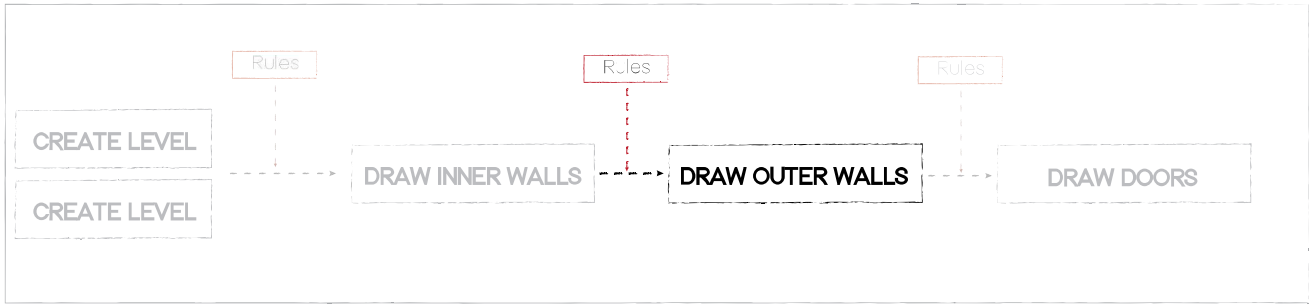 Rules
Rules
Rules
CREATE LEVEL
CREATE LEVEL
DRAW INNER WALLS
DRAW OUTER WALLS
DRAW DOORS